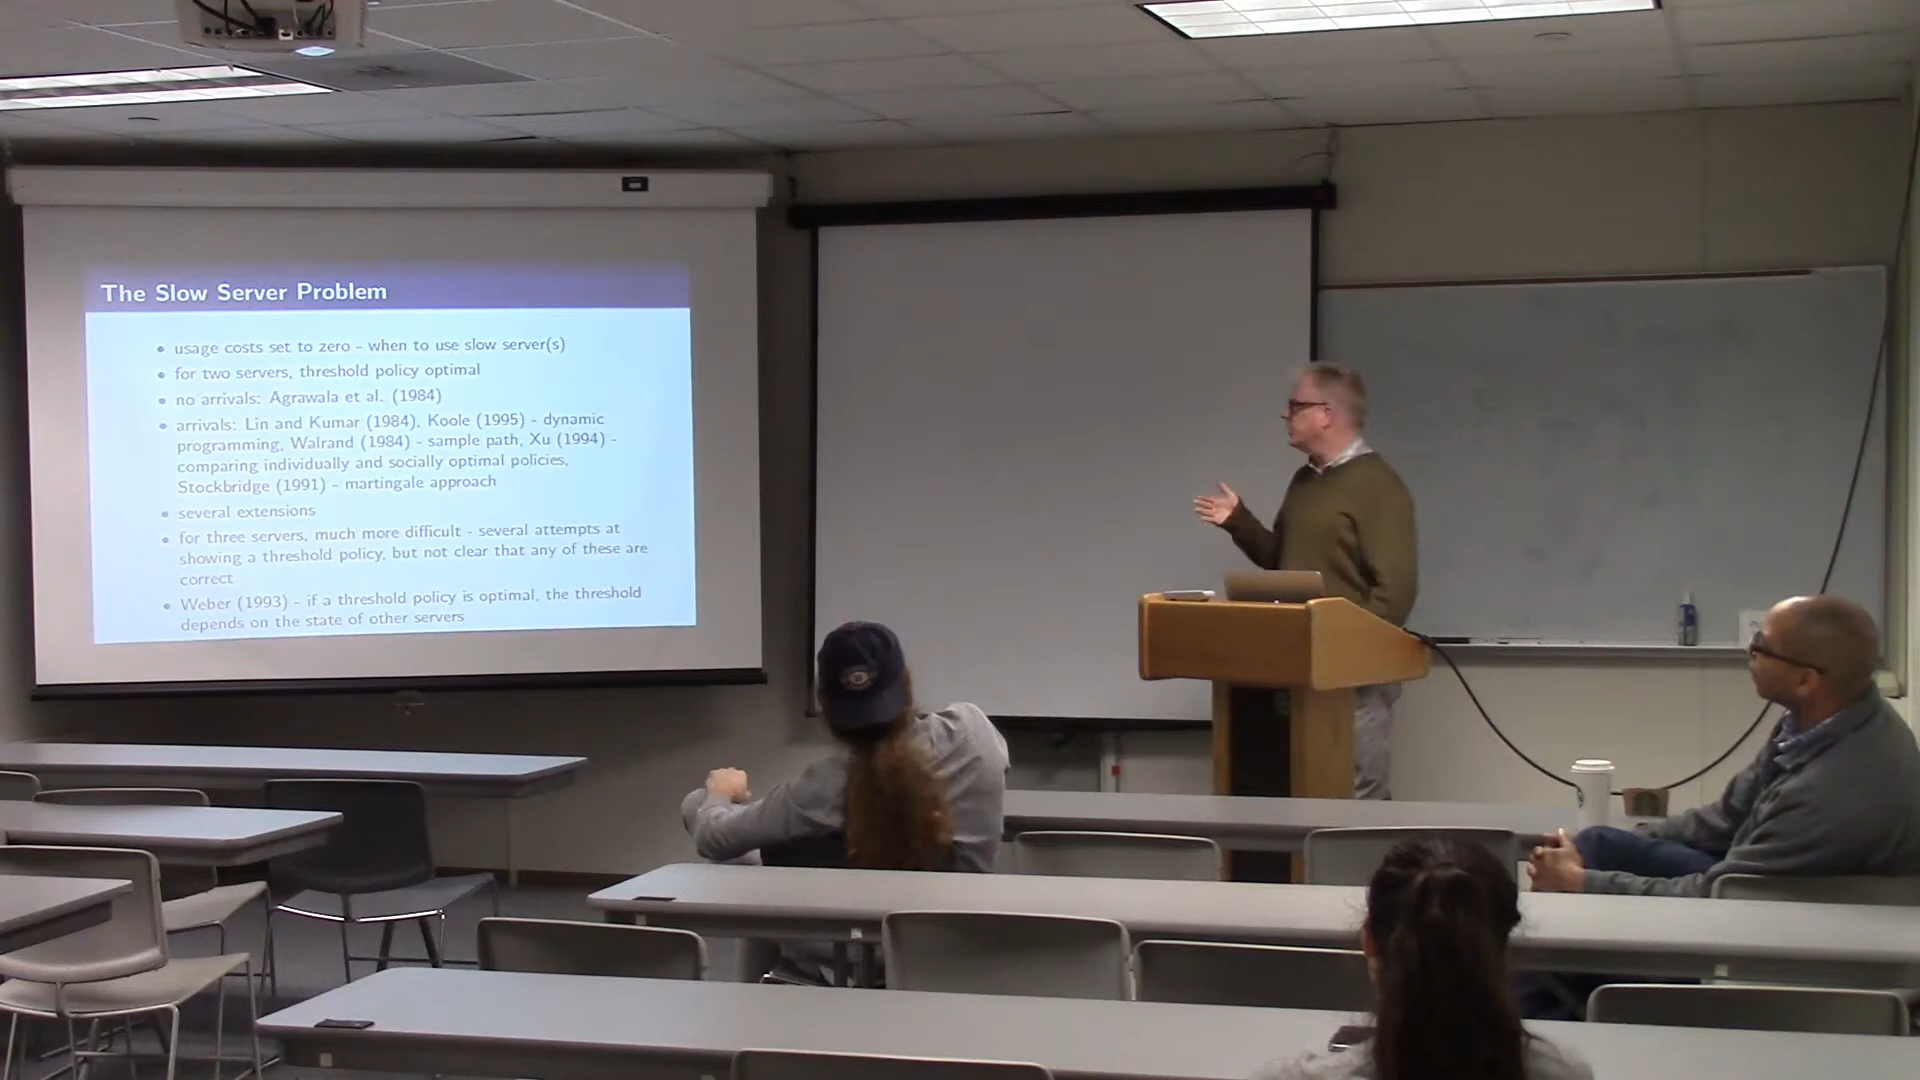 The Slow Server Problem
• usage costs set to zero - when to use slow server(s)
• for two servers, threshold policy optimal
• no arrivals: Agrawala et al. (1984)
• arrivals: Lin and Kumar (1984), Koole (1995) - dynamic
programming, Walrand (1984) - sample path, Xu (1994) -
comparing individually and socially optimal policies,
Stockbridge (1991) - martingale approach
• several extensions
• for three servers, much more difficult - several attempts at
showing a threshold policy, but not clear that any of these are
correct
• Weber (1993) - if a threshold policy is optimal, the threshold
depends on the state of other servers